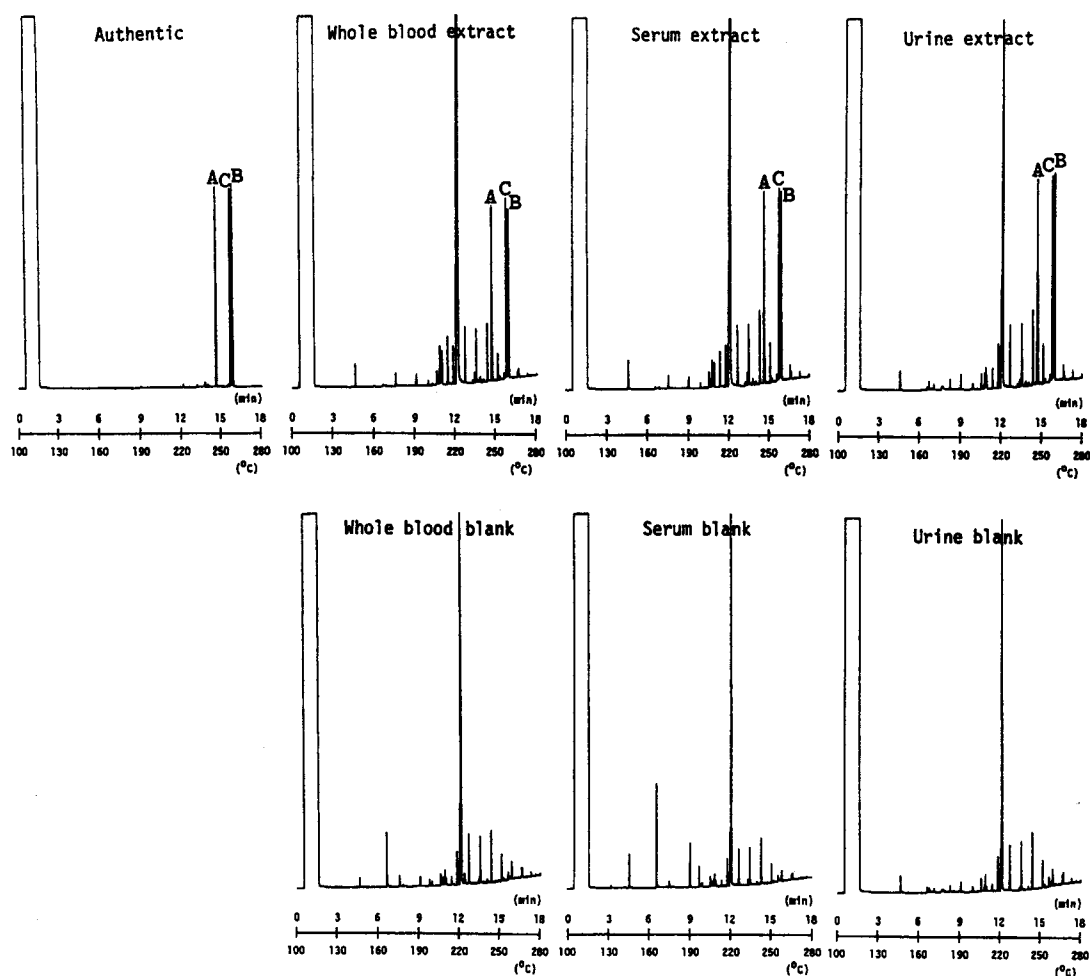 Authentic
Whole blood extract
Serum extract
Urine extract
A C B
A C B
A C B
A C B
(min) (min) (min) (min)
0 3 6 9 12 15 18 0 3 6 9 12 15 18 0 3 6 9 12 15 18 0 3 6 9 12 15 18
100 130 160 190 220 250 280 100 130 160 190 220 250 280 100 130 160 190 220 250 280 100 130 160 190 220 250 280
(°C) (°C) (°C) (°C)
Whole blood blank
Serum blank
Urine blank
(min) (min) (min)
0 3 6 9 12 15 18 0 3 6 9 12 15 18 0 3 6 9 12 15 18
100 130 160 190 220 250 280 100 130 160 190 220 250 280 100 130 160 190 220 250 280
(°C) (°C) (°C)